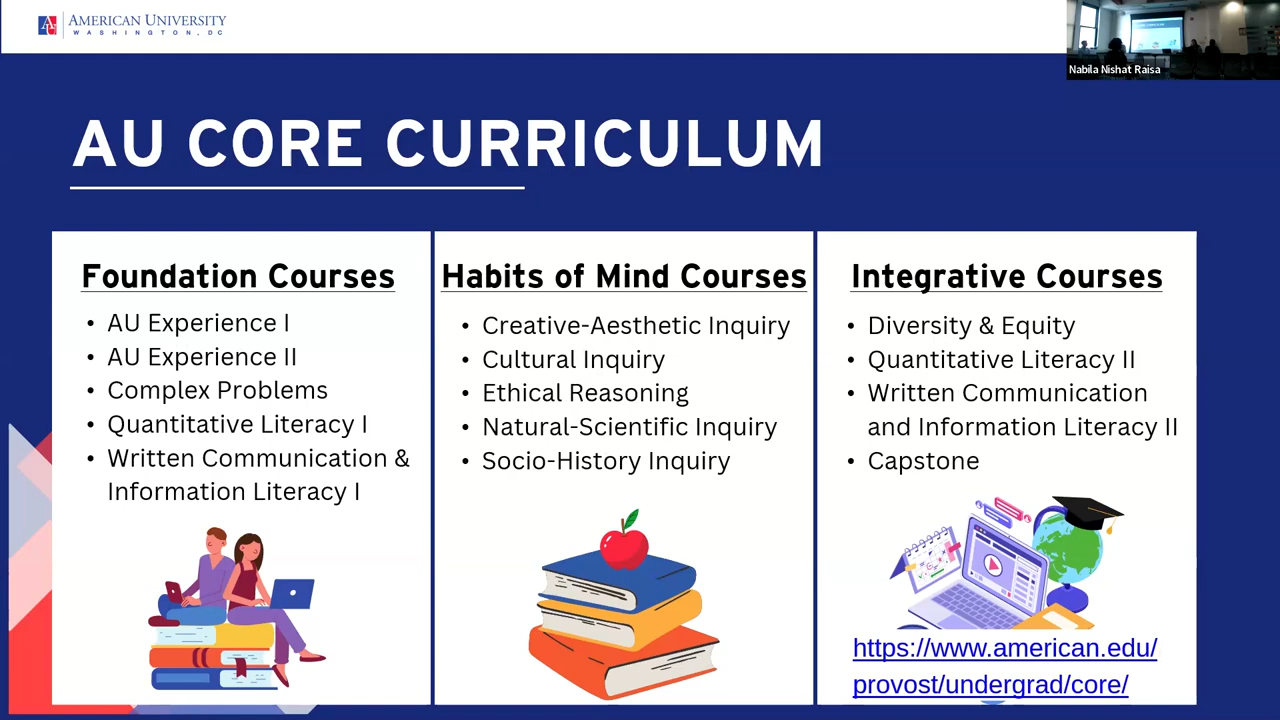 AMERICAN UNIVERSITY
WASHINGTON, DC
Nabila Nishat Raisa
AU CORE CURRICULUM
Foundation Courses
• AU Experience I
• AU Experience II
• Complex Problems
• Quantitative Literacy I
• Written Communication &
Information Literacy I
Habits of Mind Courses
• Creative-Aesthetic Inquiry
• Cultural Inquiry
• Ethical Reasoning
• Natural-Scientific Inquiry
• Socio-History Inquiry
Integrative Courses
• Diversity & Equity
• Quantitative Literacy II
• Written Communication
and Information Literacy II
• Capstone
https://www.american.edu/
provost/undergrad/core/